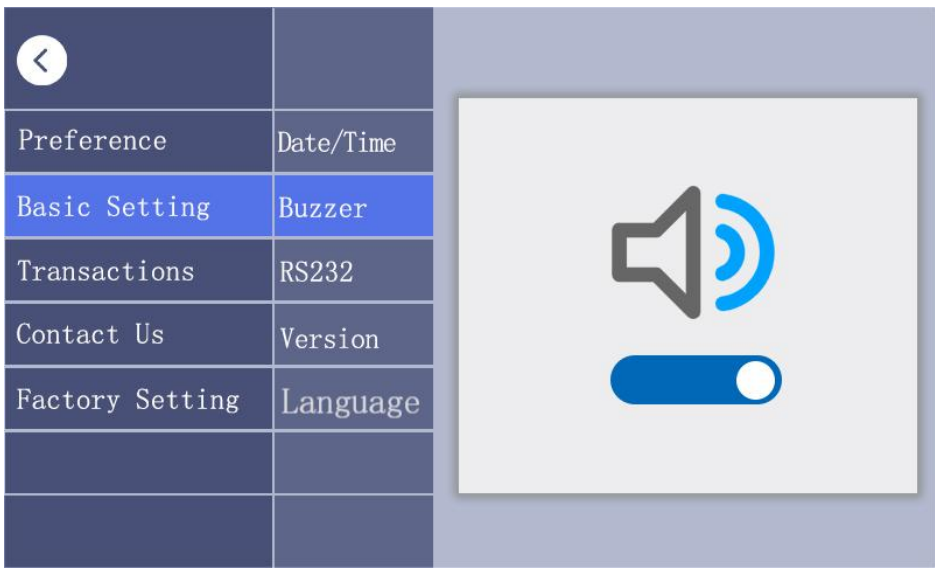 Preference
Date/Time
Basic Setting
Buzzer
Transactions
RS232
Contact Us
Version
Factory Setting
Language